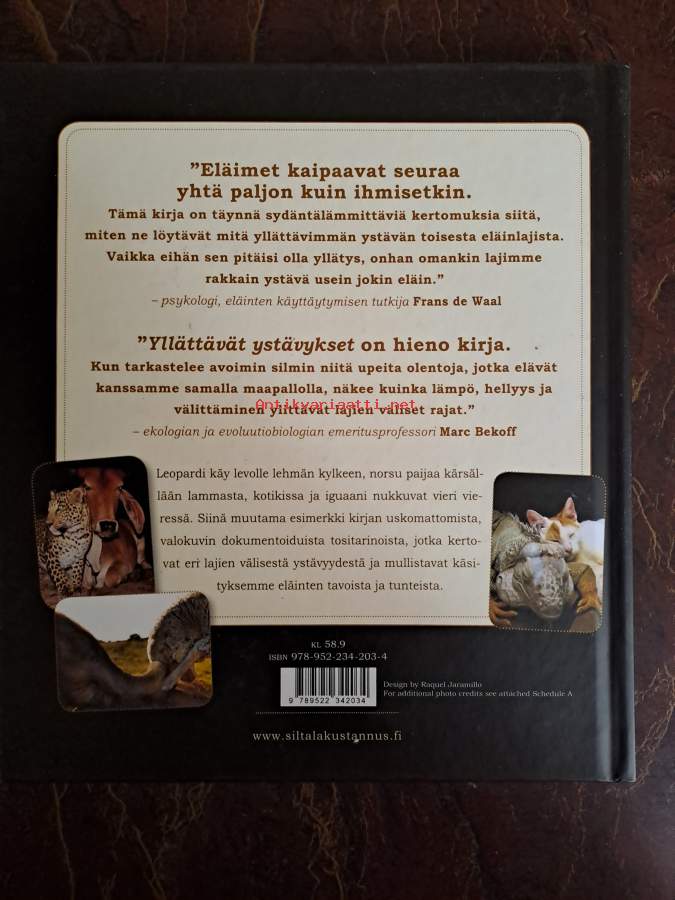 ”Eläimet kaipaavat seuraa
yhtä paljon kuin ihmisetkin.
Tämä kirja on täynnä sydäntälämmittäviä kertomuksia siitä,
miten ne löytävät mitä yllättävimmän ystävän toisesta eläinlajista.
Vaikka eihän sen pitäisi olla yllätys, onhan omankin lajimme
rakkain ystävä usein jokin eläin.”
– psykologi, eläinten käyttäytymisen tutkija Frans de Waal
”Yllättävät ystävykset on hieno kirja.
Kun tarkastelee avoimin silmin niitä upeita olentoja, jotka elävät
kanssamme samalla maapallolla, näkee kuinka lämpö, hellyys ja
Antikvariaatti.net
välittäminen ylittävät lajien väliset rajat.”
– ekologian ja evoluutiobiologian emeritusprofessori Marc Bekoff
Leopardi käy levolle lehmän kylkeen, norsu paijaa kärsäl-
lään lammasta, kotikissa ja iguaani nukkuvat vieri vie-
ressä. Siinä muutama esimerkki kirjan uskomattomista,
valokuvin dokumentoiduista tositarinoista, jotka kerto-
vat eri lajien välisestä ystävyydestä ja mullistavat käsi-
tyksemme eläinten tavoista ja tunteista.
KL 58.9
ISBN 978-952-234-203-4
9 789522 342034
Design by Raquel Jaramillo
For additional photo credits see attached Schedule A
www.siltalakustannus.fi